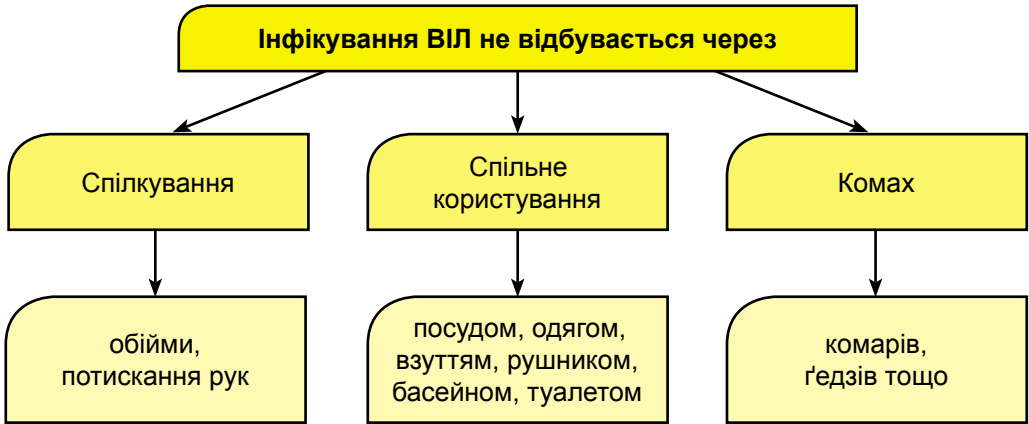 Інфікування ВІЛ не відбувається через
Спілкування
Спільне
користування
Комах
обійми,
потискання рук
посудом, одягом,
взуттям, рушником,
басейном, туалетом
комарів,
ґедзів тощо